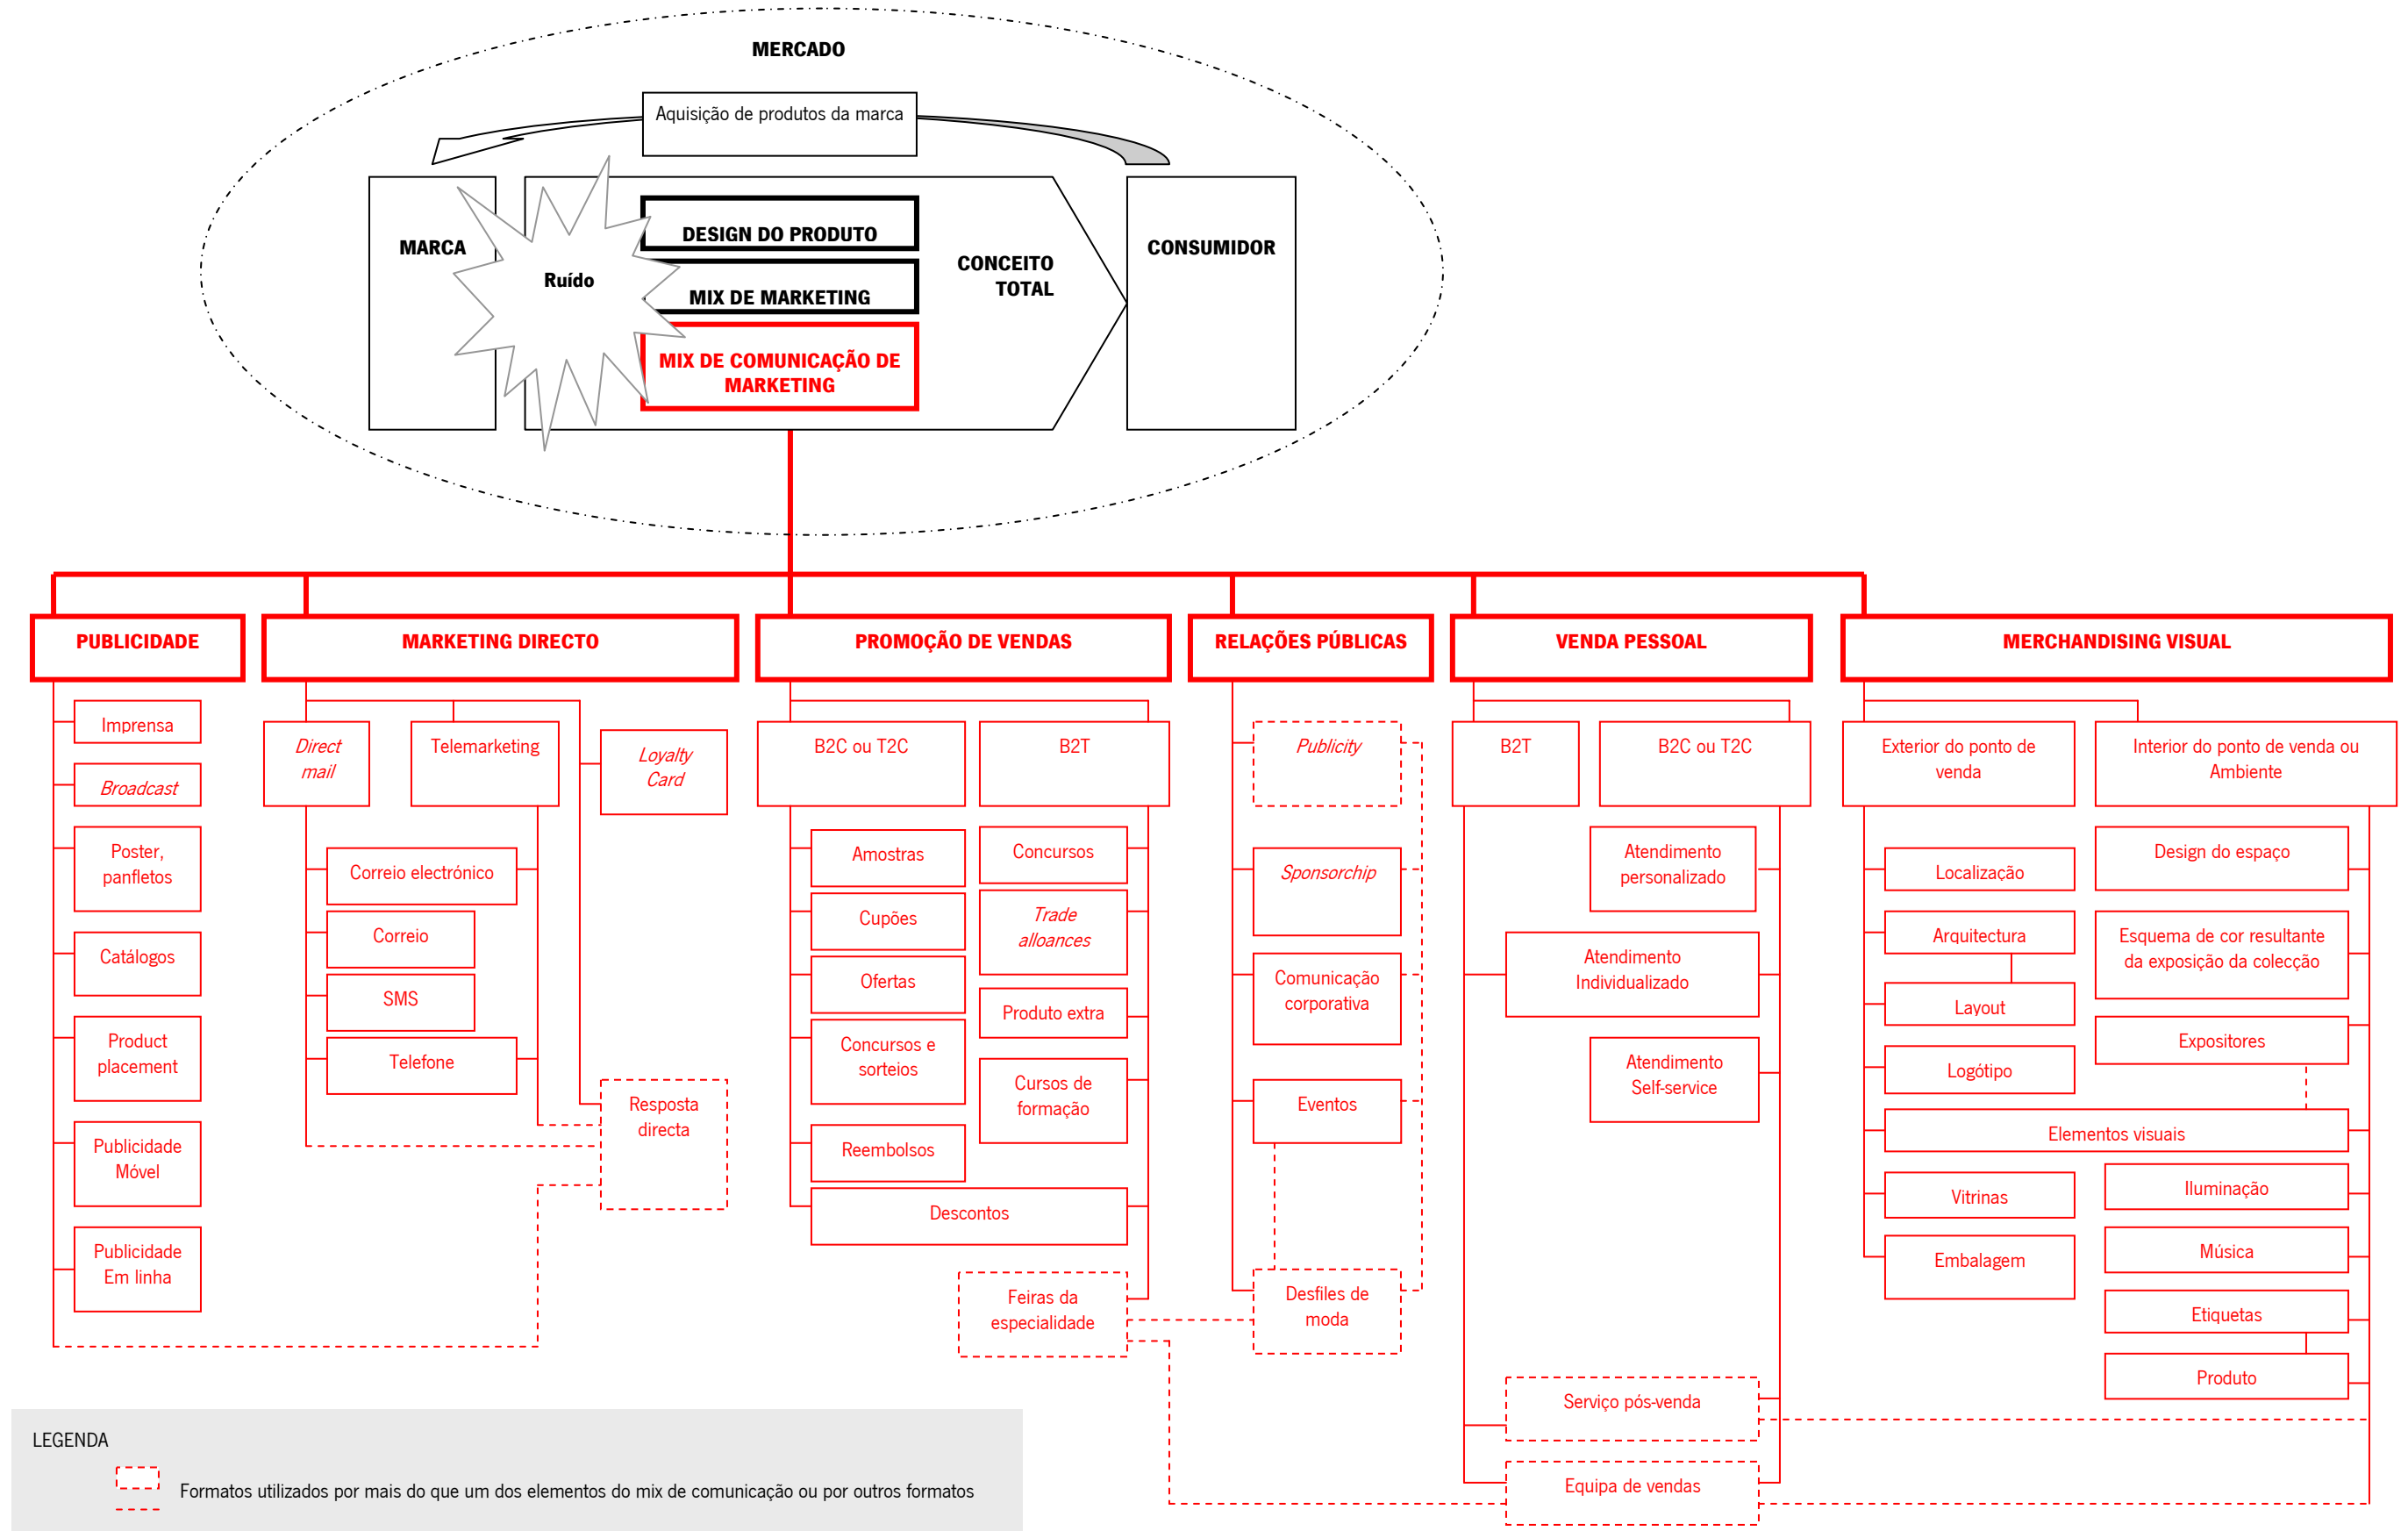 MERCADO
Aquisição de produtos da marca
MARCA
Ruído
DESIGN DO PRODUTO
MIX DE MARKETING
MIX DE COMUNICAÇÃO DE
MARKETING
CONCEITO
TOTAL
CONSUMIDOR
PUBLICIDADE
Imprensa
Broadcast
Poster,
panfletos
Catálogos
Product
placement
Publicidade
Móvel
Publicidade
Em linha
MARKETING DIRECTO
Direct
mail
Telemarketing
Loyalty
Card
Correio electrónico
Correio
SMS
Telefone
Resposta
directa
PROMOÇÃO DE VENDAS
B2C ou T2C
B2T
Amostras
Cupões
Ofertas
Concursos e
sorteios
Reembolsos
Descontos
Concursos
Trade
alloances
Produto extra
Cursos de
formação
Feiras da
especialidade
RELAÇÕES PÚBLICAS
Publicity
Sponsorchip
Comunicação
corporativa
Eventos
Desfiles de
moda
VENDA PESSOAL
B2T
B2C ou T2C
Atendimento
personalizado
Atendimento
Individualizado
Atendimento
Self-service
Serviço pós-venda
Equipa de vendas
MERCHANDISING VISUAL
Exterior do ponto de
venda
Interior do ponto de venda ou
Ambiente
Localização
Arquitectura
Layout
Logótipo
Elementos visuais
Vitrinas
Embalagem
Design do espaço
Esquema de cor resultante
da exposição da colecção
Expositores
Iluminação
Música
Etiquetas
Produto
LEGENDA
Formatos utilizados por mais do que um dos elementos do mix de comunicação ou por outros formatos